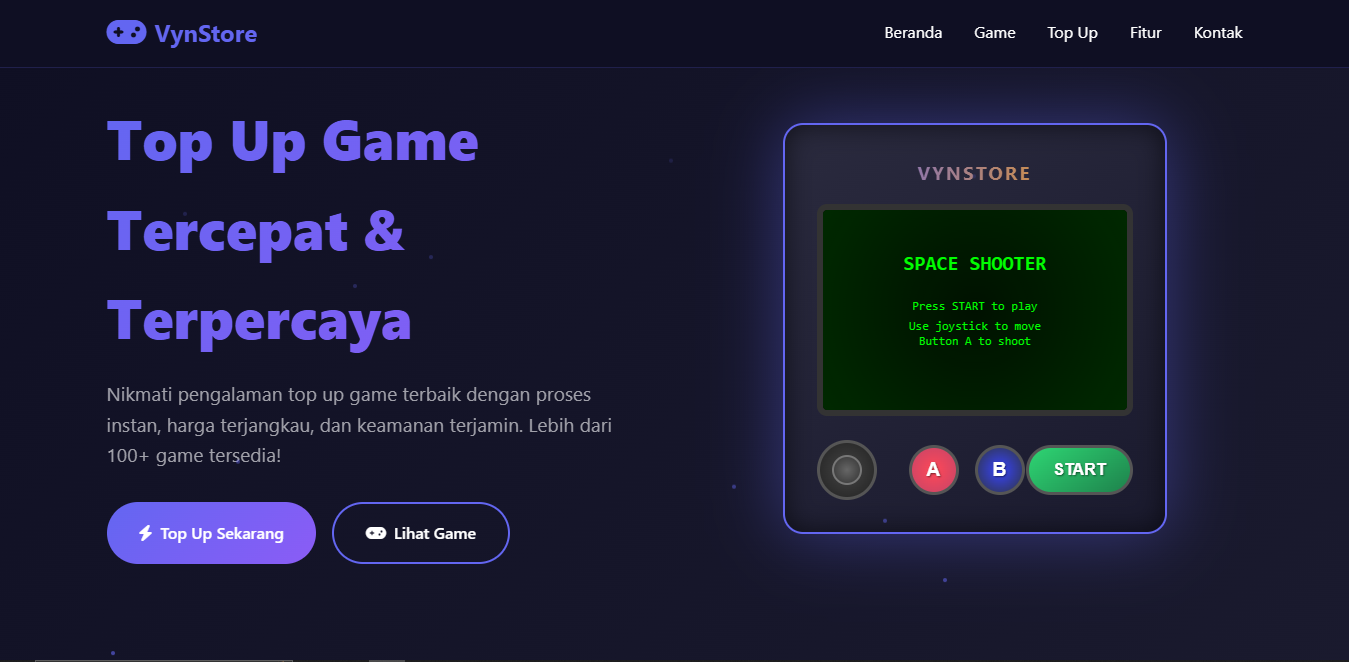 VynStore
Beranda Game Top Up Fitur Kontak
Top Up Game
Tercepat &
Terpercaya
Nikmati pengalaman top up game terbaik dengan proses
instan, harga terjangkau, dan keamanan terjamin. Lebih dari
100+ game tersedia!
Top Up Sekarang
Lihat Game
VYNSTORE
SPACE SHOOTER
Press START to play
Use joystick to move
Button A to shoot
A B START